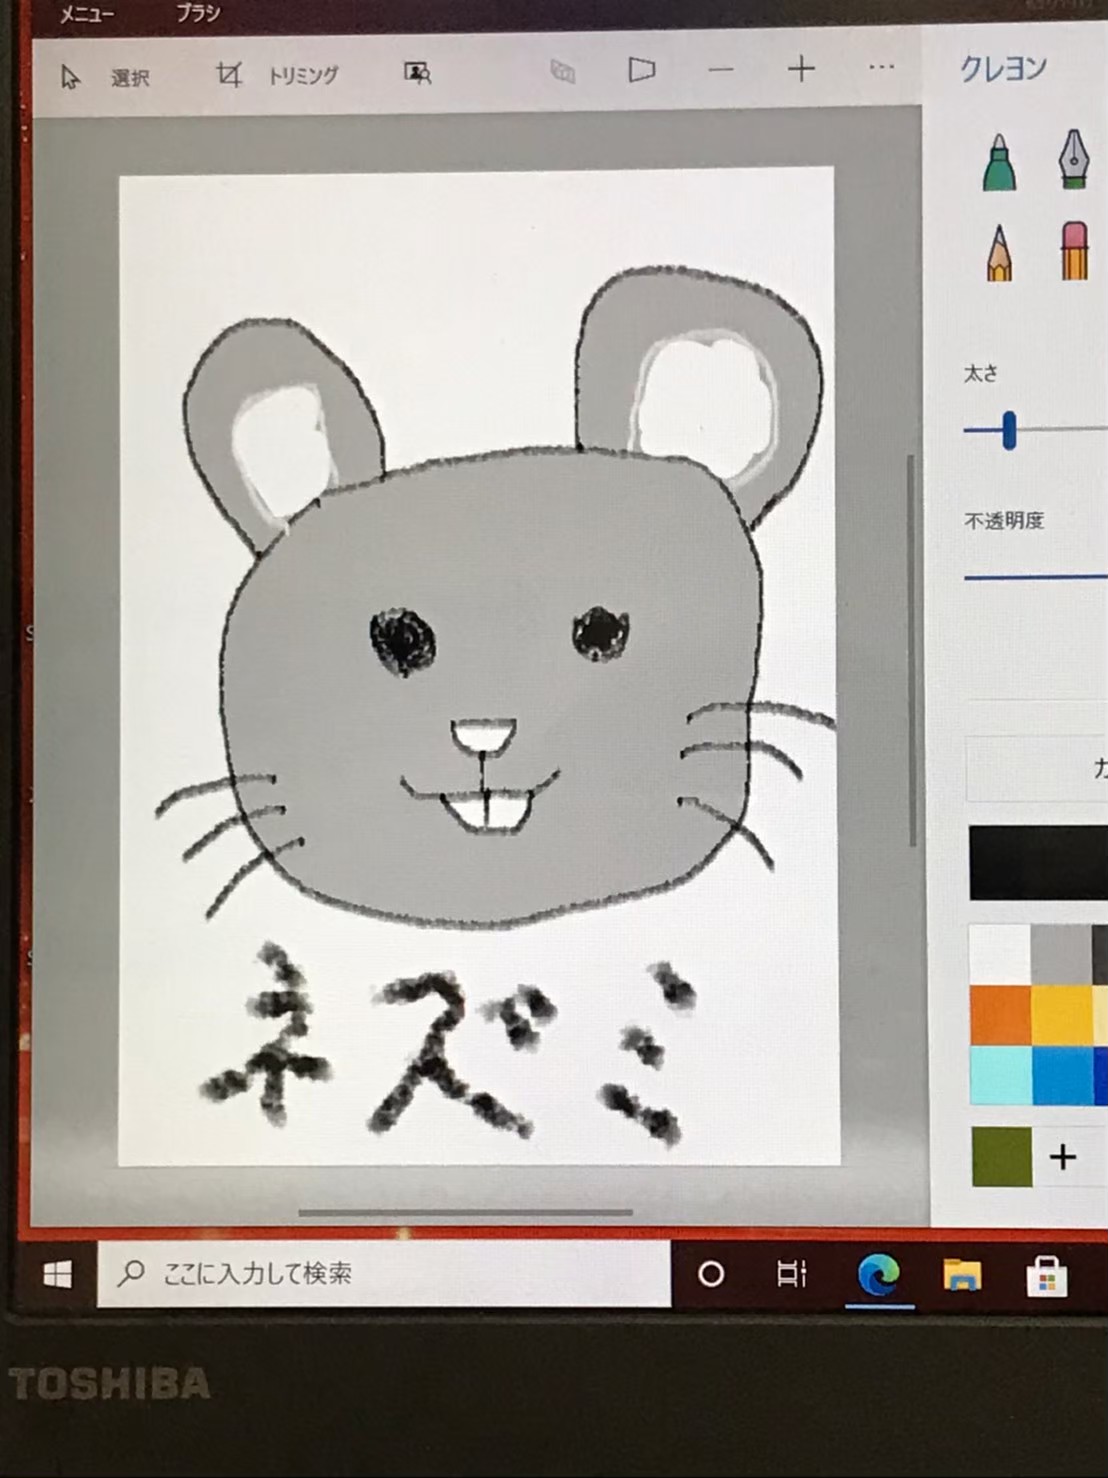 メニュー ブラシ
選択 トリミング
クレヨン
太さ
不透明度
ネズミ
ここに入力して検索
TOSHIBA